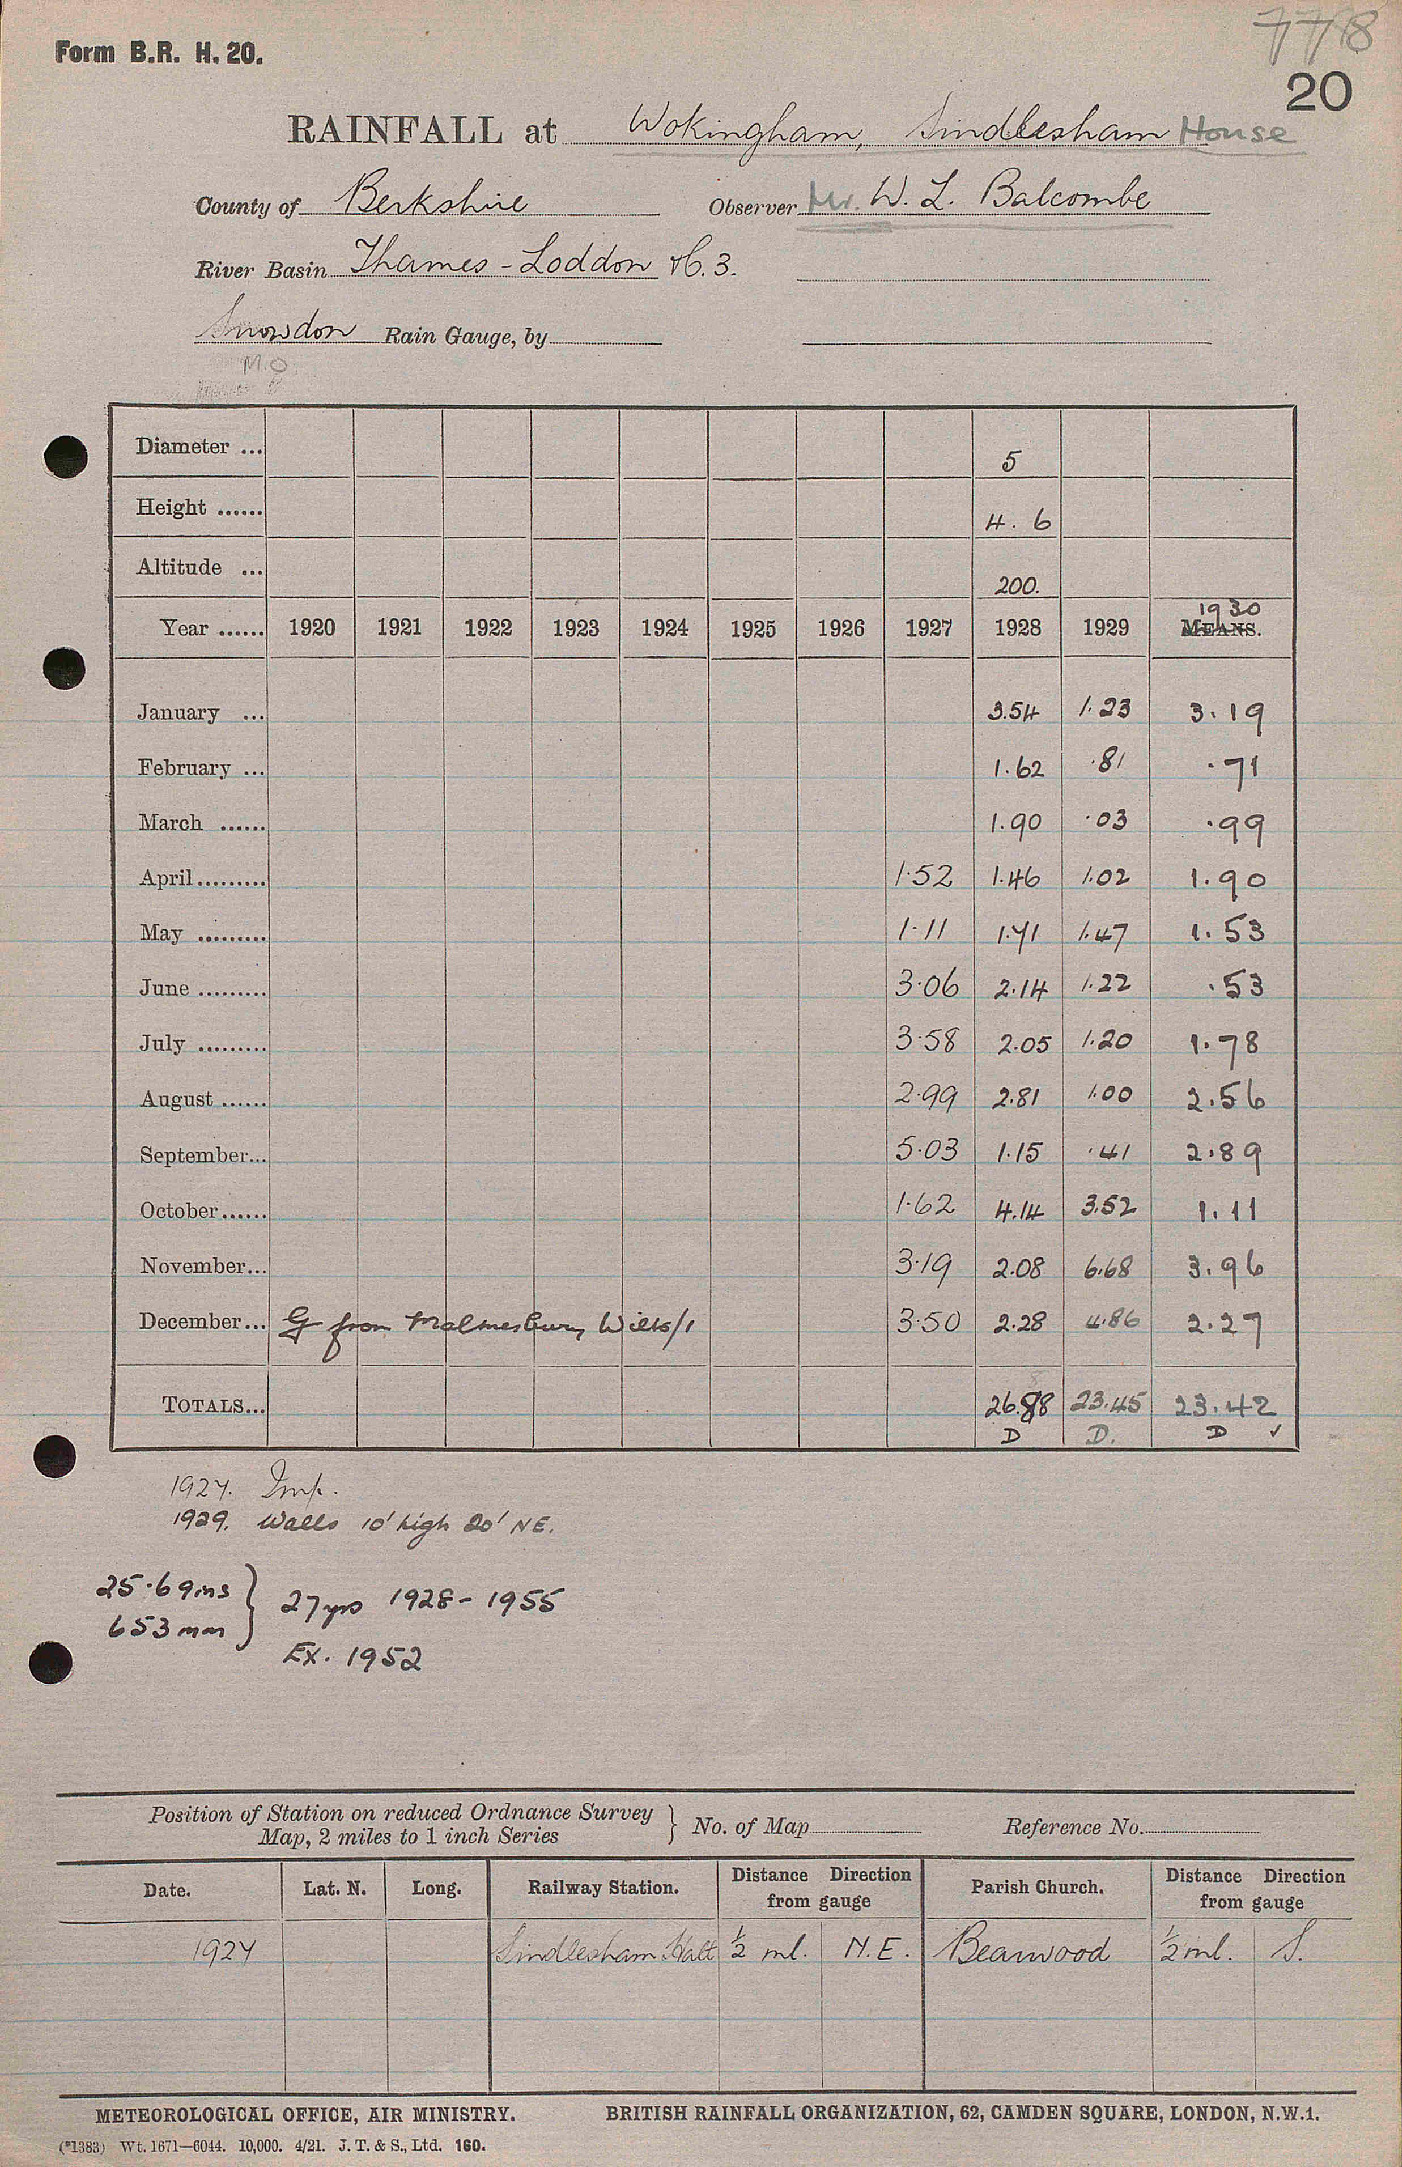 778
Form B.R. H. 20.
20
RAINFALL at Wokingham, Sindlesham House
County of Berkshire Observer Mr. W. L. Balcombe
River Basin Thames - Loddon 3.
Snowdon Rain Gauge, by
M.O
Diameter ... 5
Height ...... 4. 6
Altitude ... 200.
1930
Year ...... 1920 1921 1922 1923 1924 1925 1926 1927 1928 1929 MEANS.
January ... 3.54 1.23 3.19
February ... 1.62 .81 .71
March ...... 1.90 .03 .99
April ......... 1.52 1.46 1.02 1.90
May ......... 1.11 1.71 1.47 1.53
June ......... 3.06 2.14 1.22 .53
July ......... 3.58 2.05 1.20 1.78
August ...... 2.99 2.81 1.00 2.56
September... 5.03 1.15 .41 2.89
October ...... 1.62 4.14 3.52 1.11
November... 3.19 2.08 6.68 3.96
December... G from Malmesbury Wilts/1 3.50 2.28 4.86 2.27
TOTALS... 26.88 23.45 23.42
D D. D ✓
1927. Imp.
1929. Walls 10' high 20' NE.
25.69ins } 27 yrs 1928 - 1955
653 mm
Ex. 1952
Position of Station on reduced Ordnance Survey } No. of Map Reference No.
Map, 2 miles to 1 inch Series
Date. Lat. N. Long. Railway Station. Distance Direction from gauge Parish Church. Distance Direction from gauge
1927 Sindlesham Halt ½ ml. N.E. Bearwood ½ ml. S.
METEOROLOGICAL OFFICE, AIR MINISTRY. BRITISH RAINFALL ORGANIZATION, 62, CAMDEN SQUARE, LONDON, N.W.1.
(*1383) Wt. 1671—6044. 10,000. 4/21. J. T. & S., Ltd. 160.